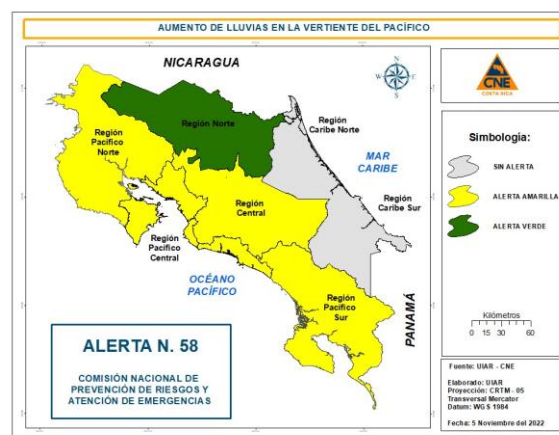 AUMENTO DE LLUVIAS EN LA VERTIENTE DEL PACÍFICO
NICARAGUA
N
W
E
S
CNE
COSTA RICA
Simbología:
SIN ALERTA
ALERTA AMARILLA
ALERTA VERDE
Región
Pacífico
Norte
Región Norte
Región
Caribe Norte
MAR
CARIBE
Región
Central
Región
Caribe Sur
Región
Pacífico
Central
OCÉANO
PACÍFICO
Región
Pacífico
Sur
PANAMÁ
Kilómetros
0 15 30 60
ALERTA N. 58
COMISIÓN NACIONAL DE
PREVENCIÓN DE RIESGOS Y
ATENCIÓN DE EMERGENCIAS
Fuente: UIAR - CNE
Elaborado: UIAR
Proyección: CRTM - 05
Transversal Mercator
Datum: WGS 1984
Fecha: 5 Noviembre del 2022